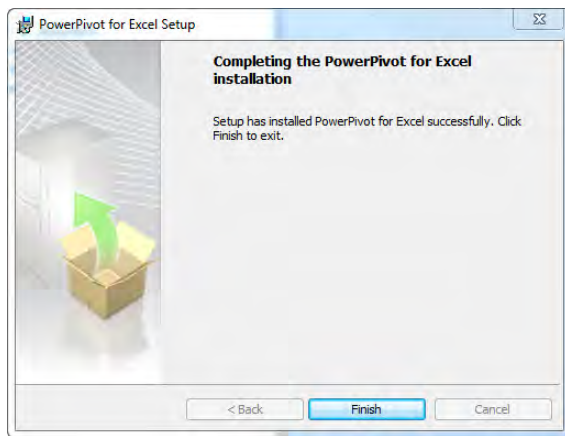 PowerPivot for Excel Setup
Completing the PowerPivot for Excel
installation
Setup has installed PowerPivot for Excel successfully. Click
Finish to exit.
< Back
Finish
Cancel